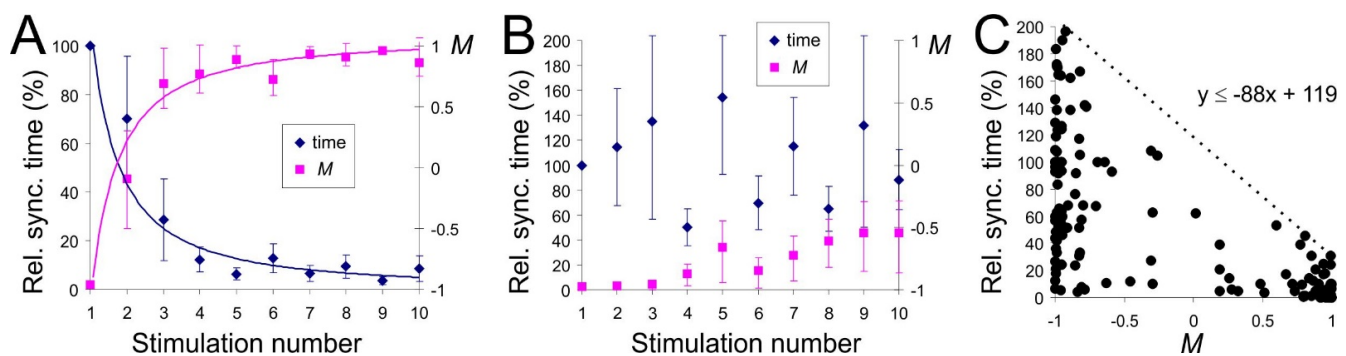 A
Rel. sync. time (%)
100
80
60
40
20
0
1 2 3 4 5 6 7 8 9 10
Stimulation number
1 M
0.5
0
-0.5
-1
time
M
B
Rel. sync. time (%)
200
180
160
140
120
100
80
60
40
20
0
1 2 3 4 5 6 7 8 9 10
Stimulation number
time
M
1 M
0.5
0
-0.5
-1
C
Rel. sync. time (%)
200
180
160
140
120
100
80
60
40
20
0
-1 -0.5 0 0.5 1
M
y ≤ -88x + 119